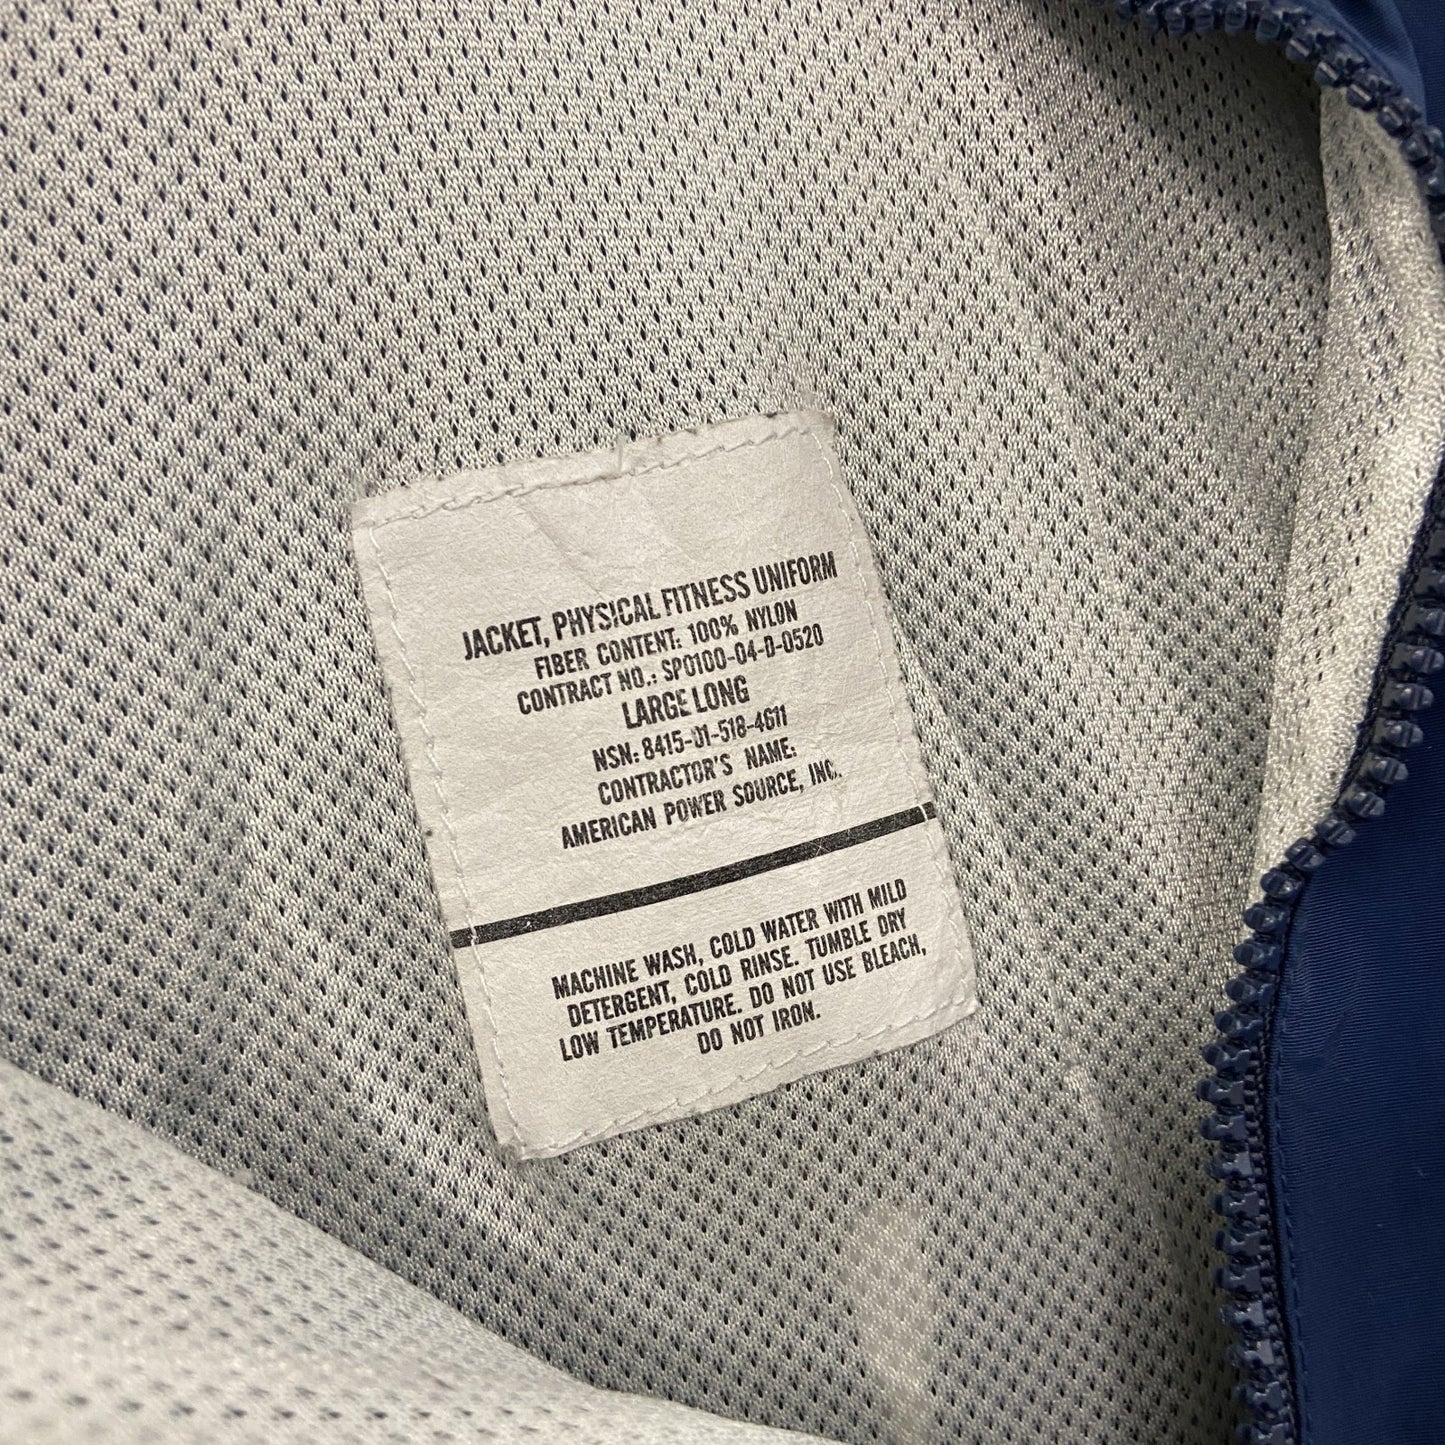 JACKET, PHYSICAL FITNESS UNIFORM
FIBER CONTENT: 100% NYLON
CONTRACT NO.: SP0100-04-D-0520
LARGE LONG
NSN: 8415-01-518-4611
CONTRACTOR'S NAME:
AMERICAN POWER SOURCE, INC.
MACHINE WASH, COLD WATER WITH MILD
DETERGENT, COLD RINSE. TUMBLE DRY
LOW TEMPERATURE. DO NOT USE BLEACH,
DO NOT IRON.